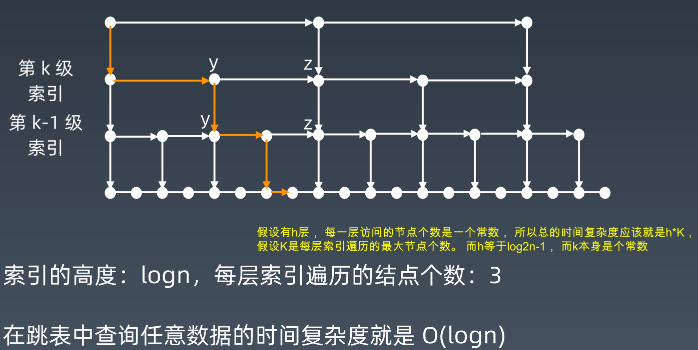 y
z
第 k 级
索引
y
z
第 k-1 级
索引
假设有h层，每一层访问的节点个数是一个常数，所以总的时间复杂度应该就是h*K，
假设K是每层索引遍历的最大节点个数。而h等于log2n-1，而k本身是个常数
索引的高度：logn，每层索引遍历的结点个数：3
在跳表中查询任意数据的时间复杂度就是 O(logn)